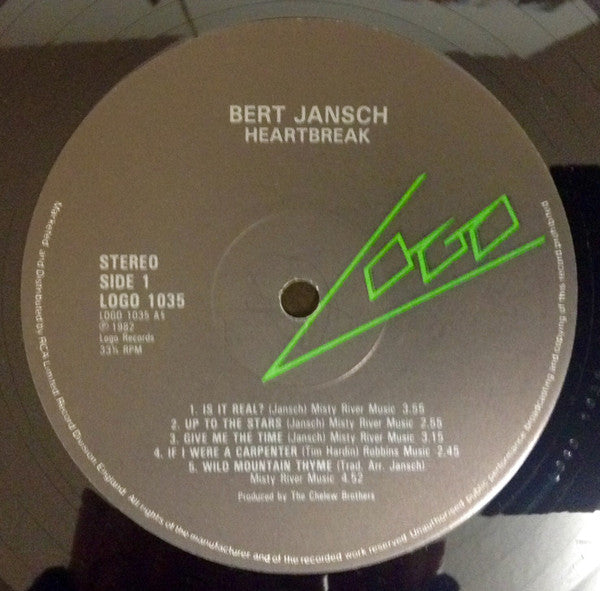 BERT JANSCH
HEARTBREAK
LOGO
STEREO
SIDE 1
LOGO 1035
LOGO 1035 A1
℗ 1982
Logo Records
33⅓ RPM
1. IS IT REAL? (Jansch) Misty River Music 3.55
2. UP TO THE STARS (Jansch) Misty River Music 2.55
3. GIVE ME THE TIME (Jansch) Misty River Music 3.15
4. IF I WERE A CARPENTER (Tim Hardin) Robbins Music 2.45
5. WILD MOUNTAIN THYME (Trad. Arr. Jansch)
Misty River Music 4.52
Produced by The Chelew Brothers
Marketed and Distributed by RCA Limited, Record Division, England. All rights of the manufacturer and of the recorded work reserved Unauthorised public performance, broadcasting and copying of this record prohibited